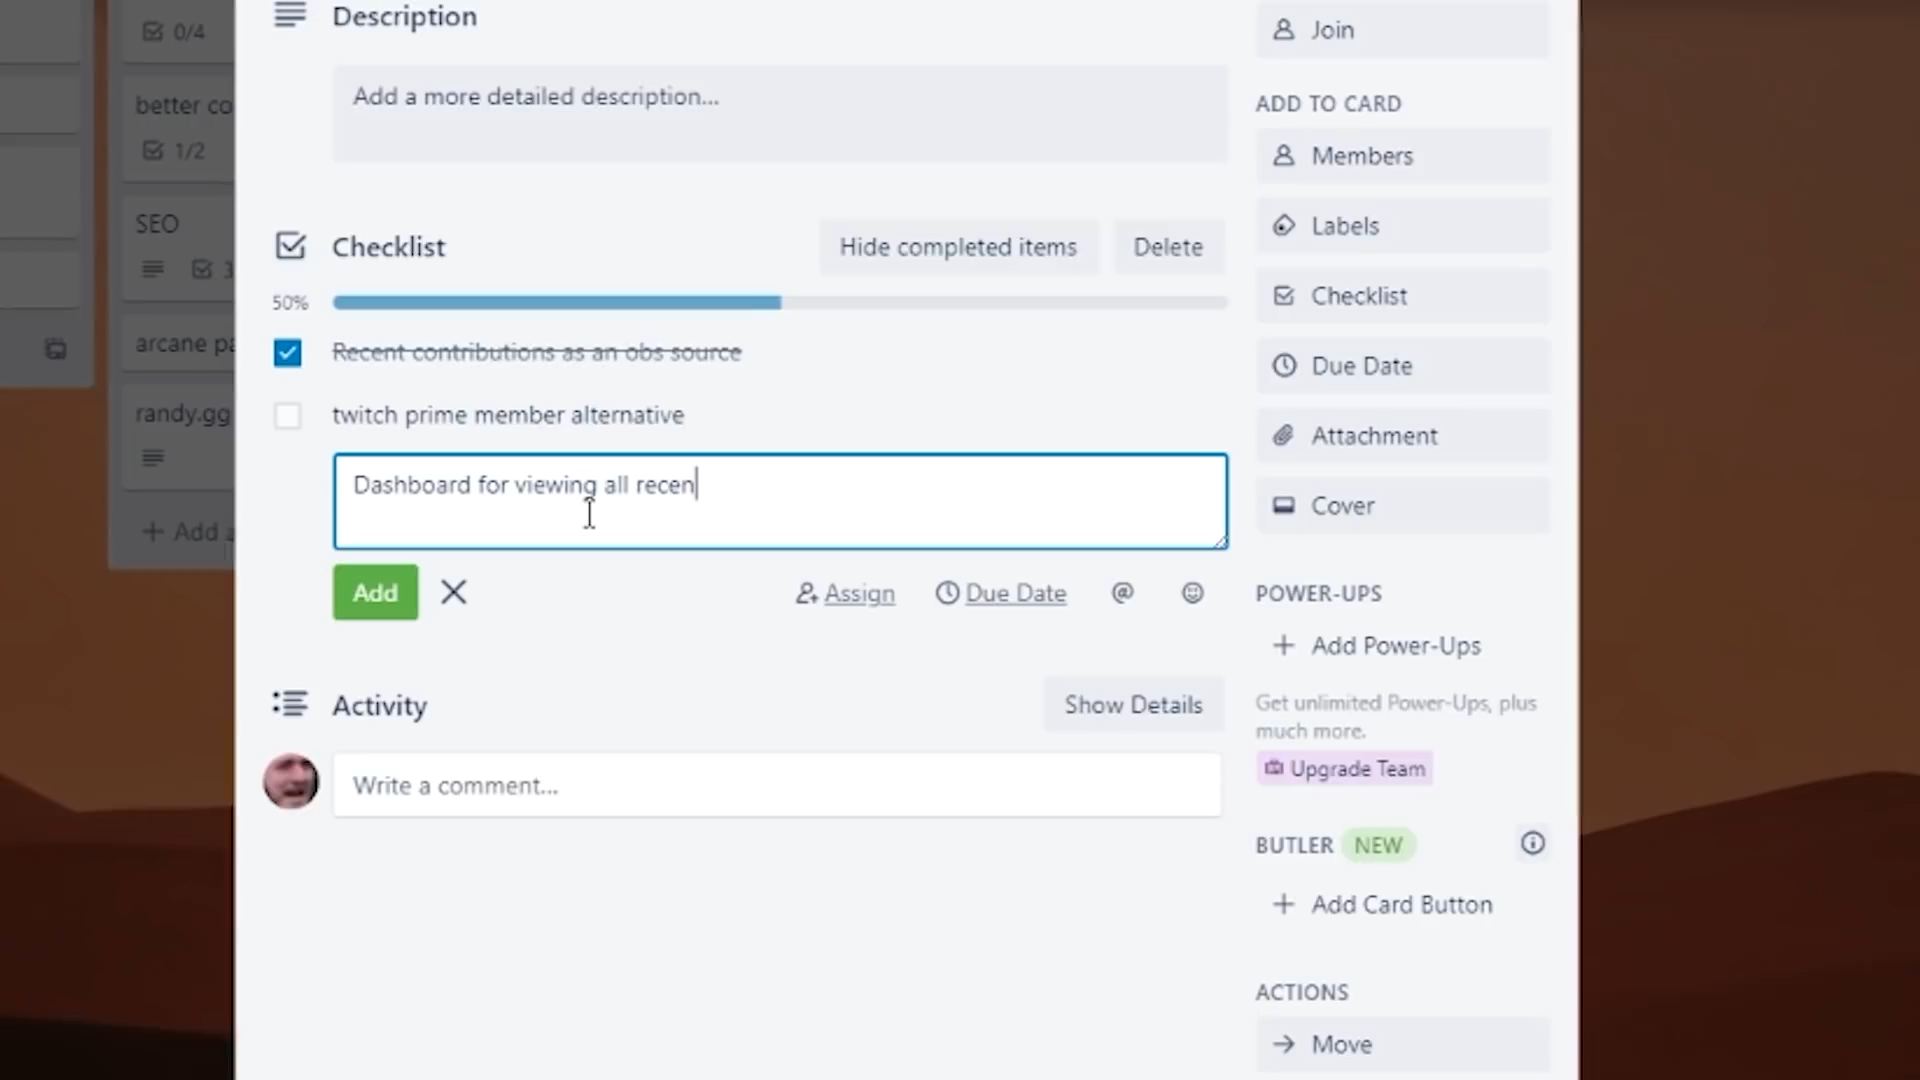 0/4
better co
1/2
SEO
3
arcane pa
randy.gg
+ Add a
Description
Add a more detailed description...
Checklist
Hide completed items
Delete
50%
Recent contributions as an obs source
twitch prime member alternative
Dashboard for viewing all recen
Add
Assign
Due Date
@
Activity
Show Details
Write a comment...
Join
ADD TO CARD
Members
Labels
Checklist
Due Date
Attachment
Cover
POWER-UPS
+ Add Power-Ups
Get unlimited Power-Ups, plus
much more.
Upgrade Team
BUTLER NEW
+ Add Card Button
ACTIONS
→ Move